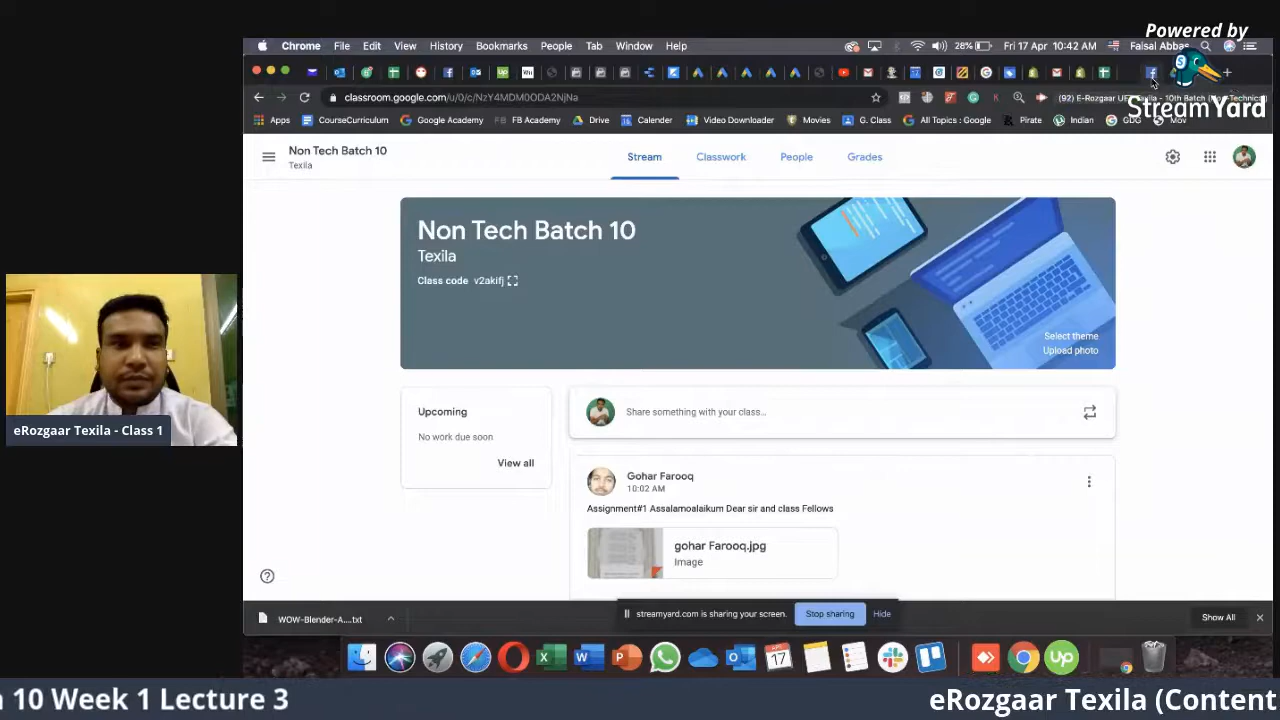 Powered by
StreamYard
Chrome File Edit View History Bookmarks People Tab Window Help
28% Fri 17 Apr 10:42 AM Faisal Abbas
classroom.google.com/u/0/c/NzY4MDM0ODA2NjNa
Apps CourseCurriculum Google Academy FB Academy Drive Calendar Video Downloader Movies G. Class All Topics : Google Pirate Indian
Non Tech Batch 10
Texila
Stream Classwork People Grades
Non Tech Batch 10
Texila
Class code v2akifj
Select theme
Upload photo
Upcoming
No work due soon
View all
Share something with your class...
Gohar Farooq
10:02 AM
Assignment#1 Assalamoalaikum Dear sir and class Fellows
gohar Farooq.jpg
Image
eRozgaar Texila - Class 1
streamyard.com is sharing your screen. Stop sharing Hide
WOW-Blender-A....txt
Show All
Up
10 Week 1 Lecture 3
eRozgaar Texila (Content